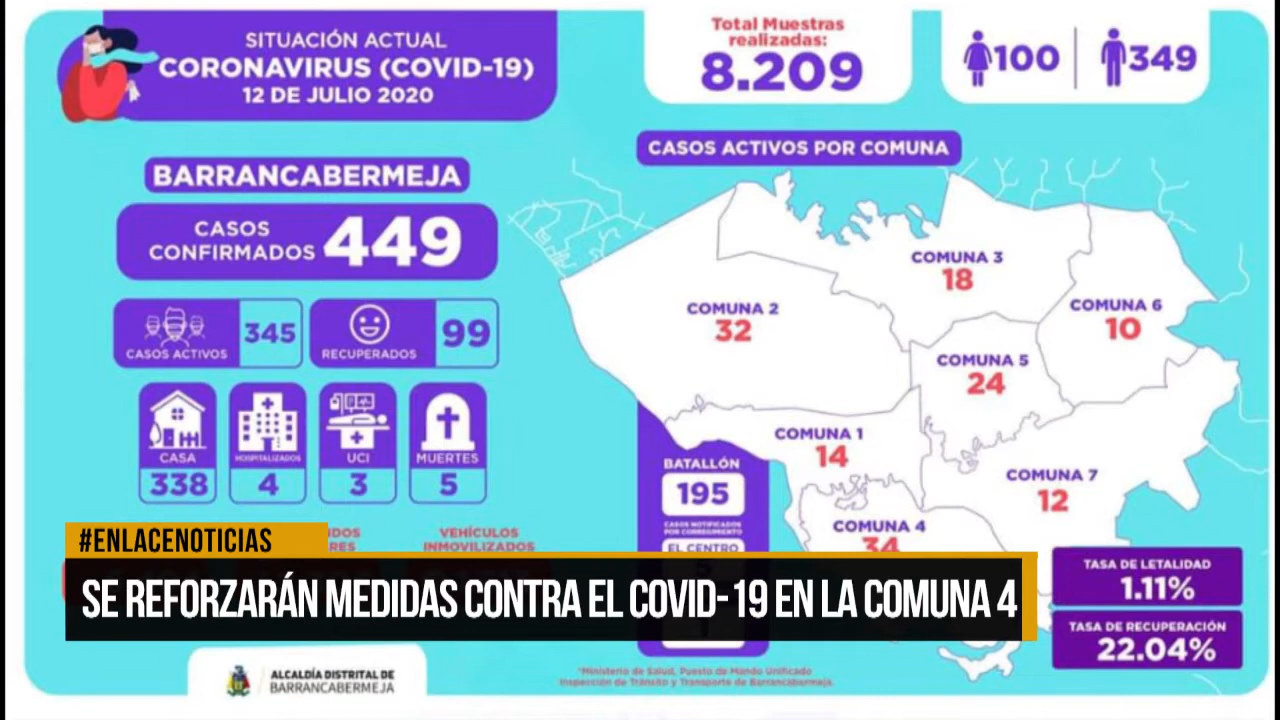 SITUACIÓN ACTUAL
CORONAVIRUS (COVID-19)
12 DE JULIO 2020
Total Muestras
realizadas:
8.209
100
349
BARRANCABERMEJA
CASOS
CONFIRMADOS 449
CASOS ACTIVOS 345
RECUPERADOS 99
CASA
338
HOSPITALIZADOS
4
UCI
3
MUERTES
5
VEHÍCULOS
INMOVILIZADOS
CASOS ACTIVOS POR COMUNA
COMUNA 3
18
COMUNA 2
32
COMUNA 6
10
COMUNA 5
24
COMUNA 1
14
COMUNA 7
12
COMUNA 4
34
BATALLÓN
195
CASOS NOTIFICADOS
POR CORREGIMIENTO
EL CENTRO
TASA DE LETALIDAD
1.11%
TASA DE RECUPERACIÓN
22.04%
#ENLACENOTICIAS
SE REFORZARÁN MEDIDAS CONTRA EL COVID-19 EN LA COMUNA 4
ALCALDÍA DISTRITAL DE
BARRANCABERMEJA
*Ministerio de Salud, Puesto de Mando Unificado
Inspección de Tránsito y Transporte de Barrancabermeja.